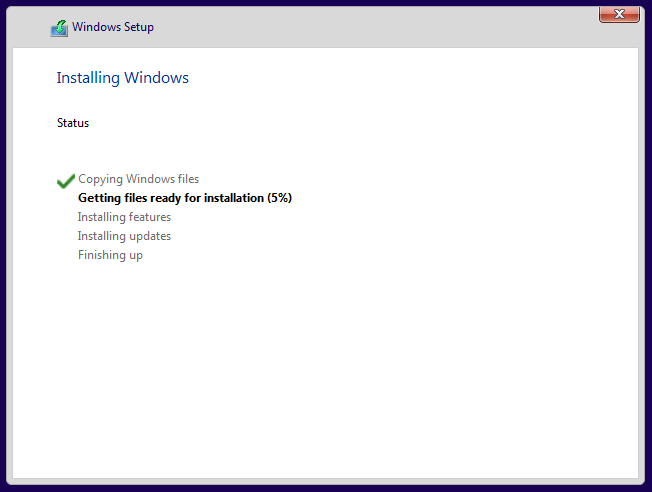 Windows Setup
Installing Windows
Status
Copying Windows files
Getting files ready for installation (5%)
Installing features
Installing updates
Finishing up